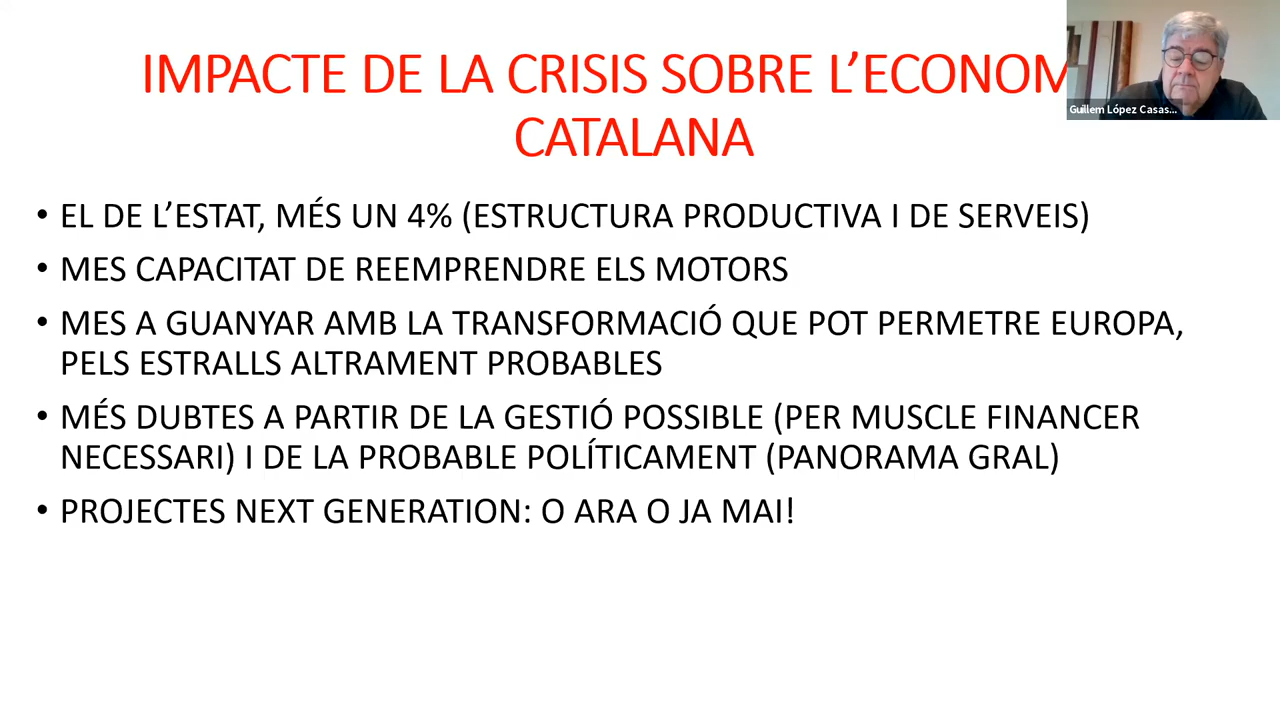 IMPACTE DE LA CRISIS SOBRE L’ECONOM
CATALANA
Guillem López Casas...
• EL DE L’ESTAT, MÉS UN 4% (ESTRUCTURA PRODUCTIVA I DE SERVEIS)
• MES CAPACITAT DE REEMPRENDRE ELS MOTORS
• MES A GUANYAR AMB LA TRANSFORMACIÓ QUE POT PERMETRE EUROPA,
PELS ESTRALLS ALTRAMENT PROBABLES
• MÉS DUBTES A PARTIR DE LA GESTIÓ POSSIBLE (PER MUSCLE FINANCER
NECESSARI) I DE LA PROBABLE POLÍTICAMENT (PANORAMA GRAL)
• PROJECTES NEXT GENERATION: O ARA O JA MAI!